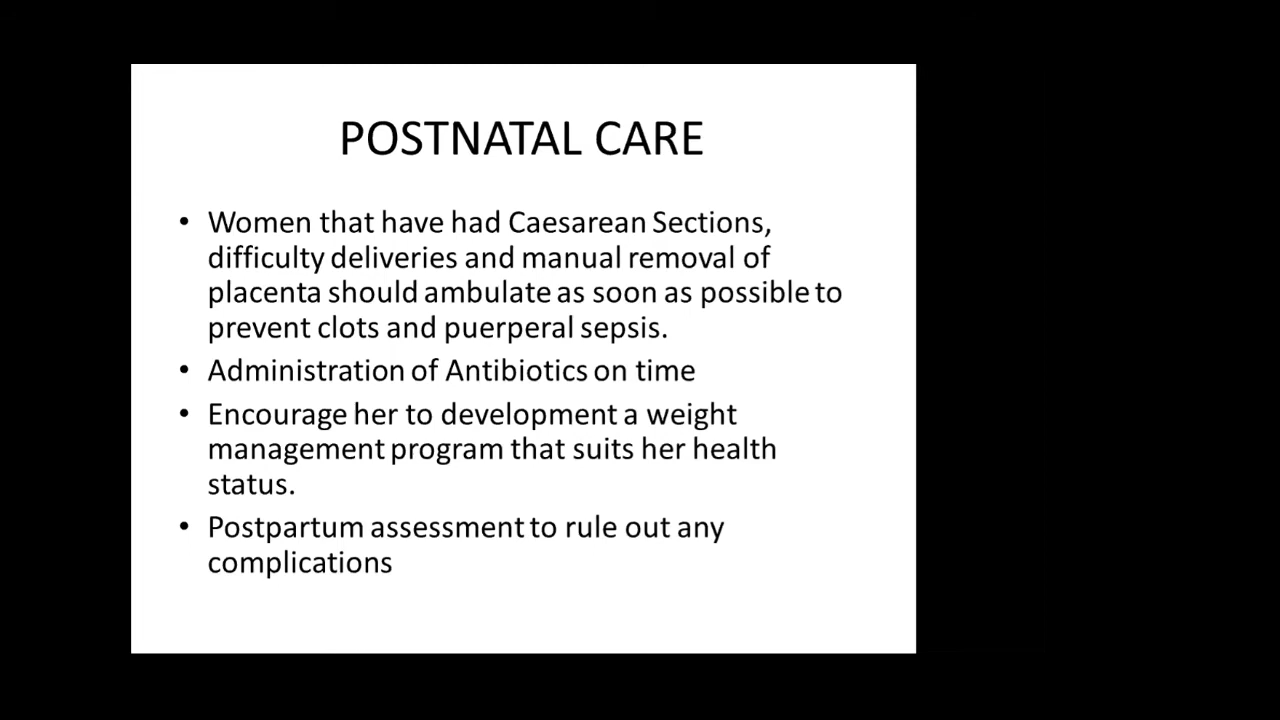 POSTNATAL CARE
• Women that have had Caesarean Sections,
difficulty deliveries and manual removal of
placenta should ambulate as soon as possible to
prevent clots and puerperal sepsis.
• Administration of Antibiotics on time
• Encourage her to development a weight
management program that suits her health
status.
• Postpartum assessment to rule out any
complications